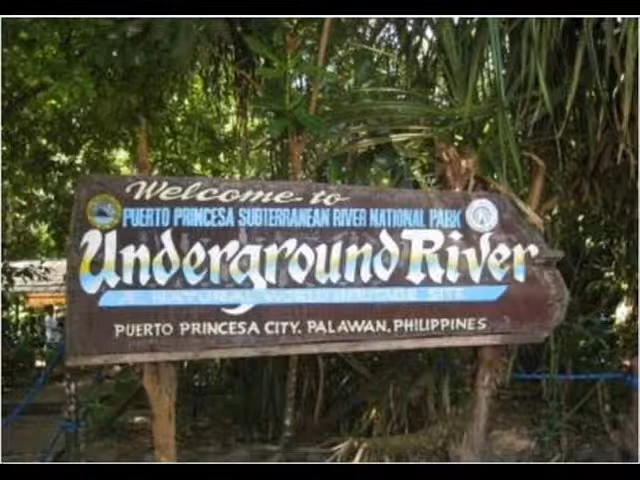 Welcome to
PUERTO PRINCESA SUBTERRANEAN RIVER NATIONAL PARK
Underground River
A NATURAL WORLD HERITAGE SITE
PUERTO PRINCESA CITY, PALAWAN, PHILIPPINES